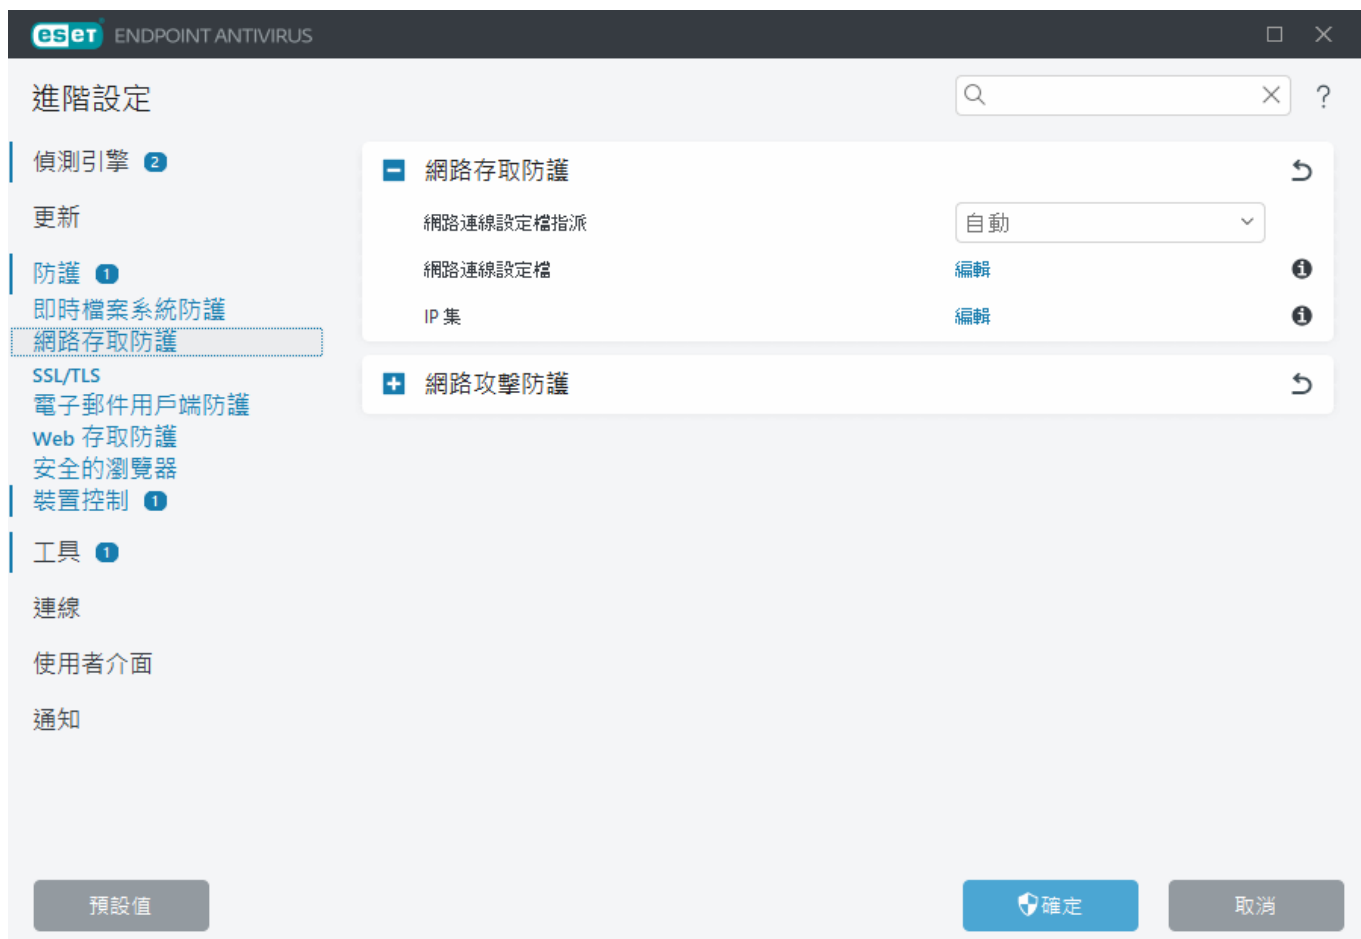 eset ENDPOINT ANTIVIRUS
進階設定
?
偵測引擎 2
更新
防護 1
即時檔案系統防護
網路存取防護
SSL/TLS
電子郵件用戶端防護
Web 存取防護
安全的瀏覽器
裝置控制 1
工具 1
連線
使用者介面
通知
網路存取防護
網路連線設定檔指派 自動
網路連線設定檔 編輯
IP 集 編輯
網路攻擊防護
預設值 確定 取消